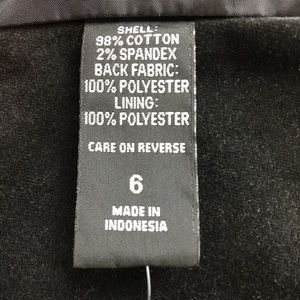 SHELL:
98% COTTON
2% SPANDEX
BACK FABRIC:
100% POLYESTER
LINING:
100% POLYESTER
CARE ON REVERSE
6
MADE IN
INDONESIA